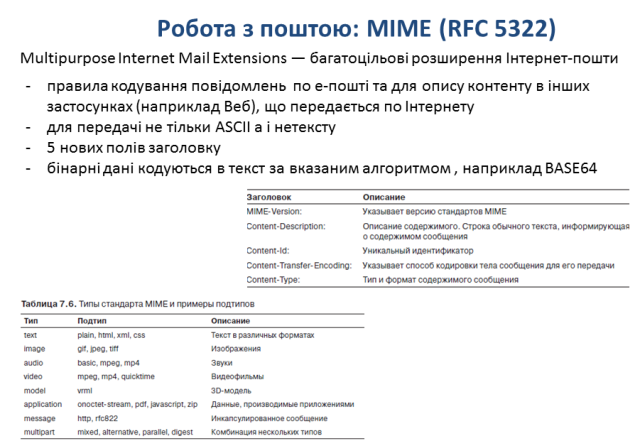 Робота з поштою: MIME (RFC 5322)
Multipurpose Internet Mail Extensions — багатоцільові розширення Інтернет-пошти
- правила кодування повідомлень по е-пошті та для опису контенту в інших
застосунках (наприклад Веб), що передається по Інтернету
- для передачі не тільки ASCII а і нетексту
- 5 нових полів заголовку
- бінарні дані кодуються в текст за вказаним алгоритмом , наприклад BASE64
Заголовок Описание
MIME-Version: Указывает версию стандартов MIME
Content-Description: Описание содержимого. Строка обычного текста, информирующая
о содержимом сообщения
Content-Id: Уникальный идентификатор
Content-Transfer-Encoding: Указывает способ кодировки тела сообщения для его передачи
Content-Type: Тип и формат содержимого сообщения
Таблица 7.6. Типы стандарта MIME и примеры подтипов
Тип Подтип Описание
text plain, html, xml, css Текст в различных форматах
image gif, jpeg, tiff Изображения
audio basic, mpeg, mp4 Звуки
video mpeg, mp4, quicktime Видеофильмы
model vrml 3D-модель
application onoctet-stream, pdf, javascript, zip Данные, производимые приложениями
message http, rfc822 Инкапсулированное сообщение
multipart mixed, alternative, parallel, digest Комбинация нескольких типов